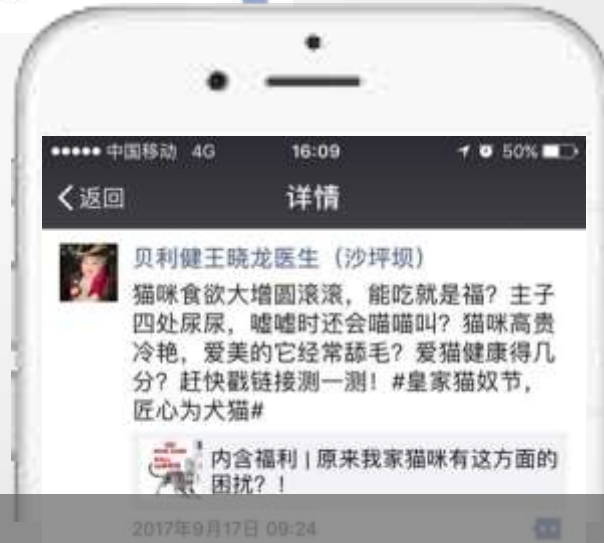 中国移动 4G 16:09 50%
返回 详情
贝利健王晓龙医生（沙坪坝）
猫咪食欲大增圆滚滚，能吃就是福？主子
四处尿尿，嘘嘘时还会喵喵叫？猫咪高贵
冷艳，爱美的它经常舔毛？爱猫健康得几
分？赶快戳链接测一测！#皇家猫奴节，
匠心为犬猫#
内含福利 | 原来我家猫咪有这方面的
困扰？！
2017年9月17日 09:24